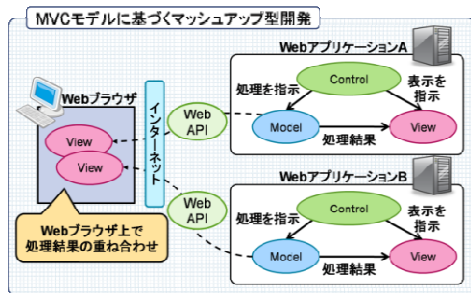 MVCモデルに基づくマッシュアップ型開発
WebアプリケーションA
Control
処理を指示
表示を
指示
Mocel
処理結果
View
Webブラウザ
インターネット
Web
API
View
View
Web
API
Webブラウザ上で
処理結果の重ね合わせ
WebアプリケーションB
Control
処理を指示
表示を
指示
Model
処理結果
View